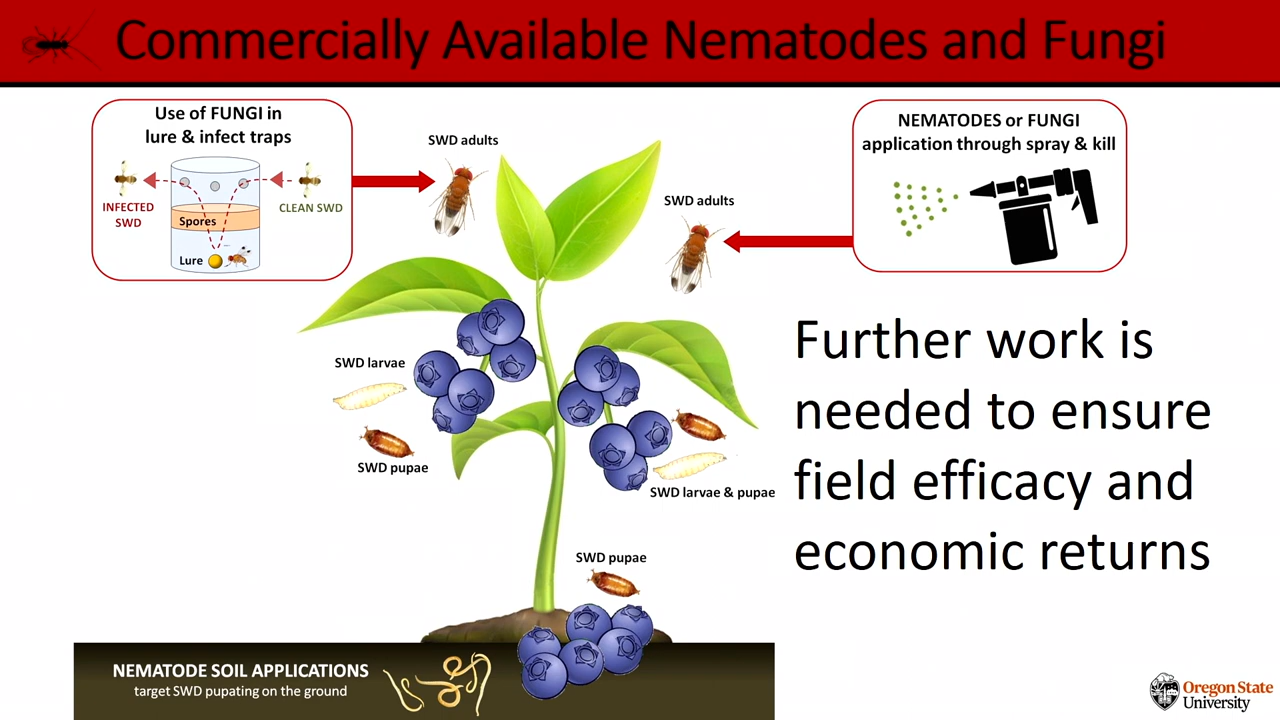 Commercially Available Nematodes and Fungi
Use of FUNGI in
lure & infect traps
INFECTED
SWD
CLEAN SWD
Spores
Lure
SWD adults
SWD adults
NEMATODES or FUNGI
application through spray & kill
SWD larvae
SWD pupae
SWD larvae & pupae
SWD pupae
Further work is
needed to ensure
field efficacy and
economic returns
NEMATODE SOIL APPLICATIONS
target SWD pupating on the ground
Oregon State
University